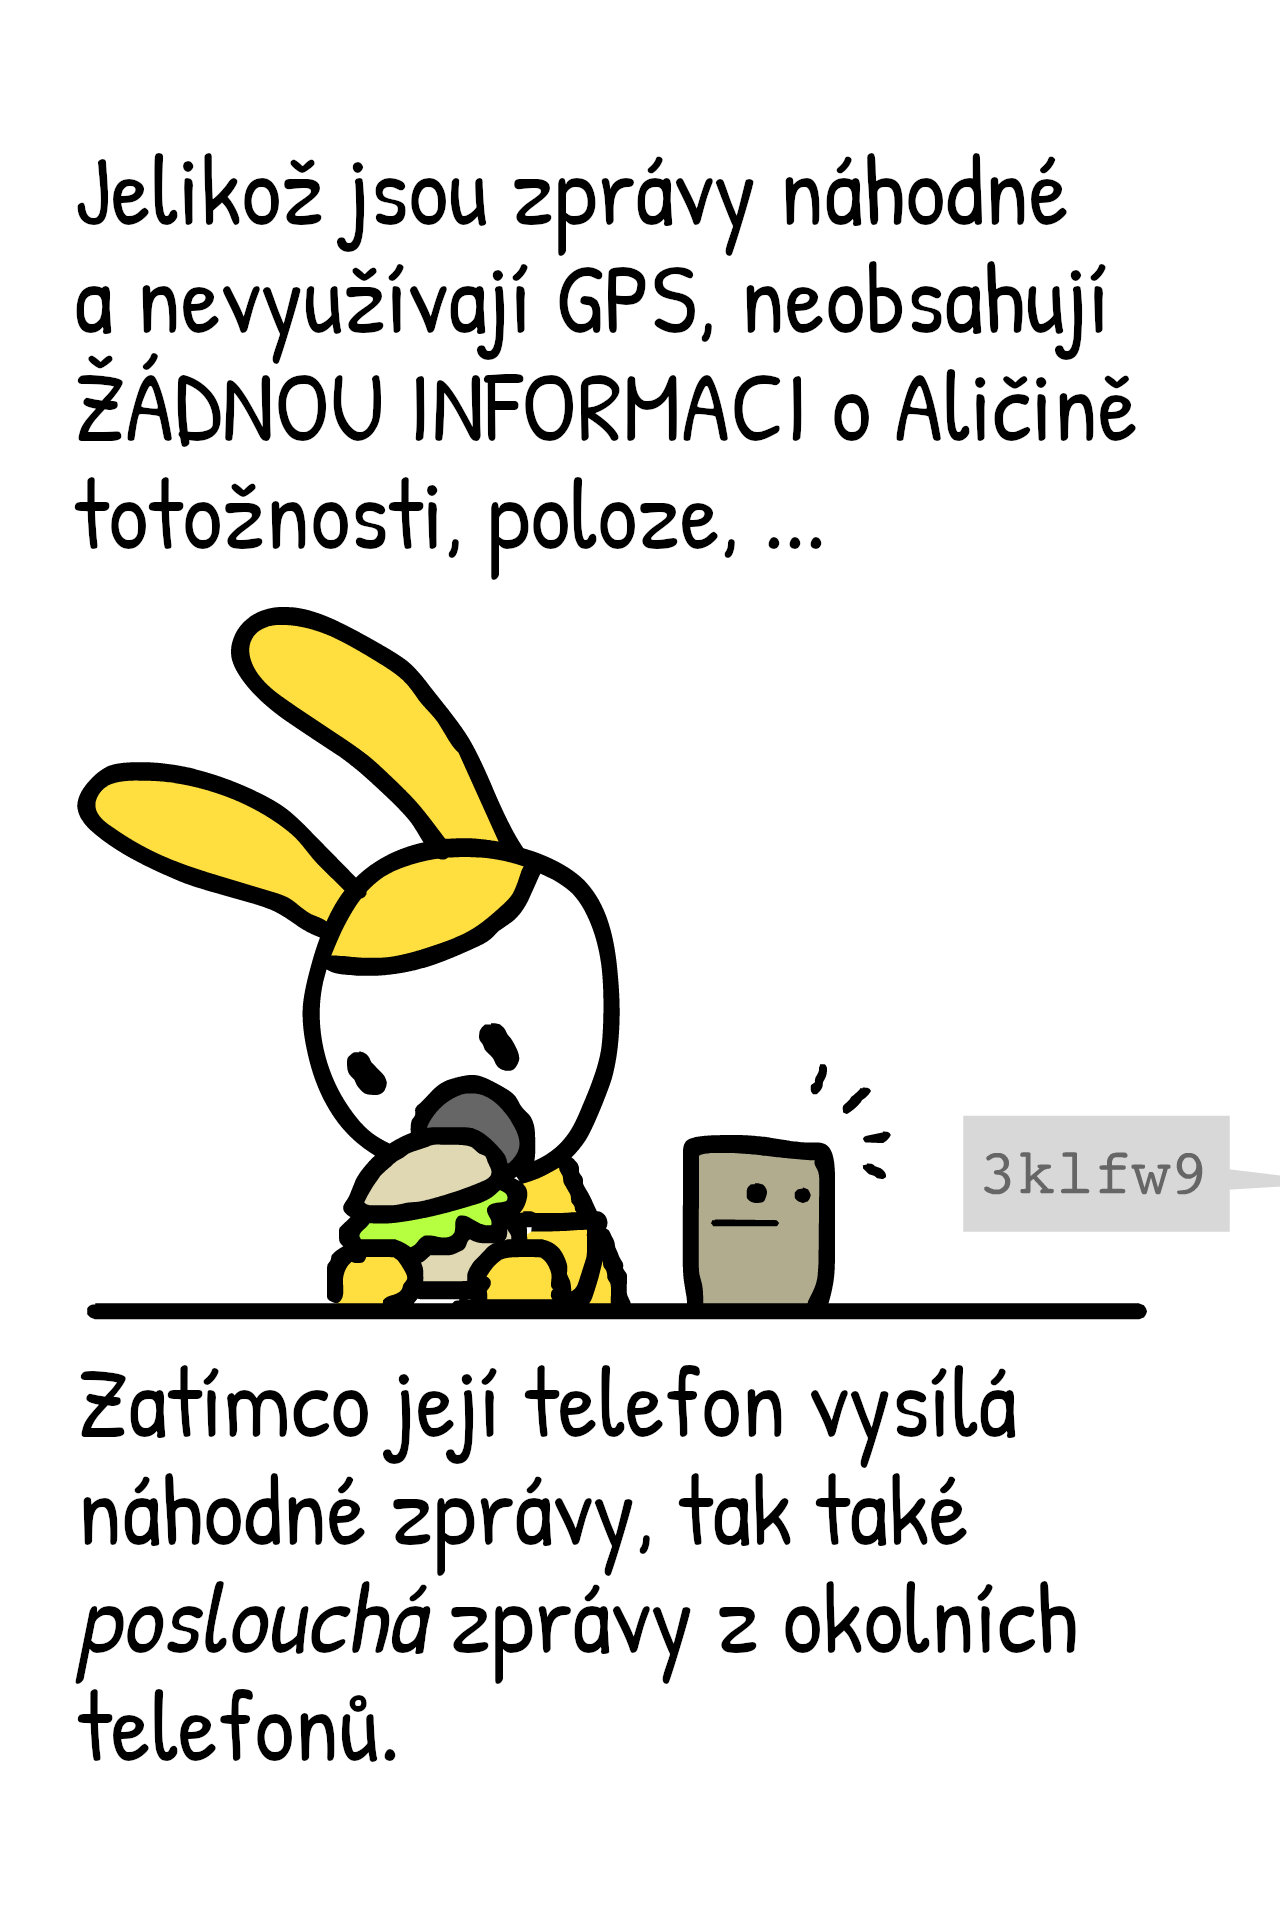 Jelikož jsou zprávy náhodné
a nevyužívají GPS, neobsahují
ŽÁDNOU INFORMACI o Aličině
totožnosti, poloze, ...
3klfw9
Zatímco její telefon vysílá
náhodné zprávy, tak také
poslouchá zprávy z okolních
telefonů.